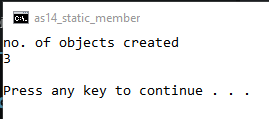 as14_static_member
no. of objects created
3
Press any key to continue . . .